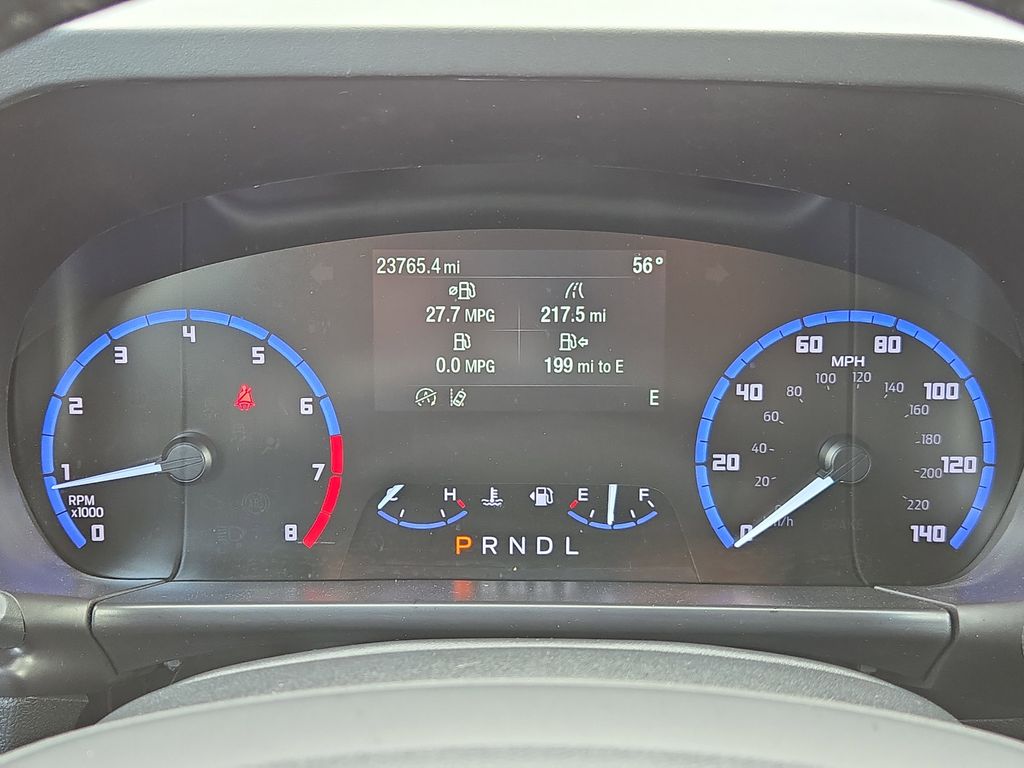 23765.4 mi 56°
27.7 MPG 217.5 mi
0.0 MPG 199 mi to E
E
0 1 2 3 4 5 6 7 8
RPM
x1000
H
E F
P R N D L
0 20 40 60 80 100 120 140
MPH
20 40 60 80 100 120 140 160 180 200 220